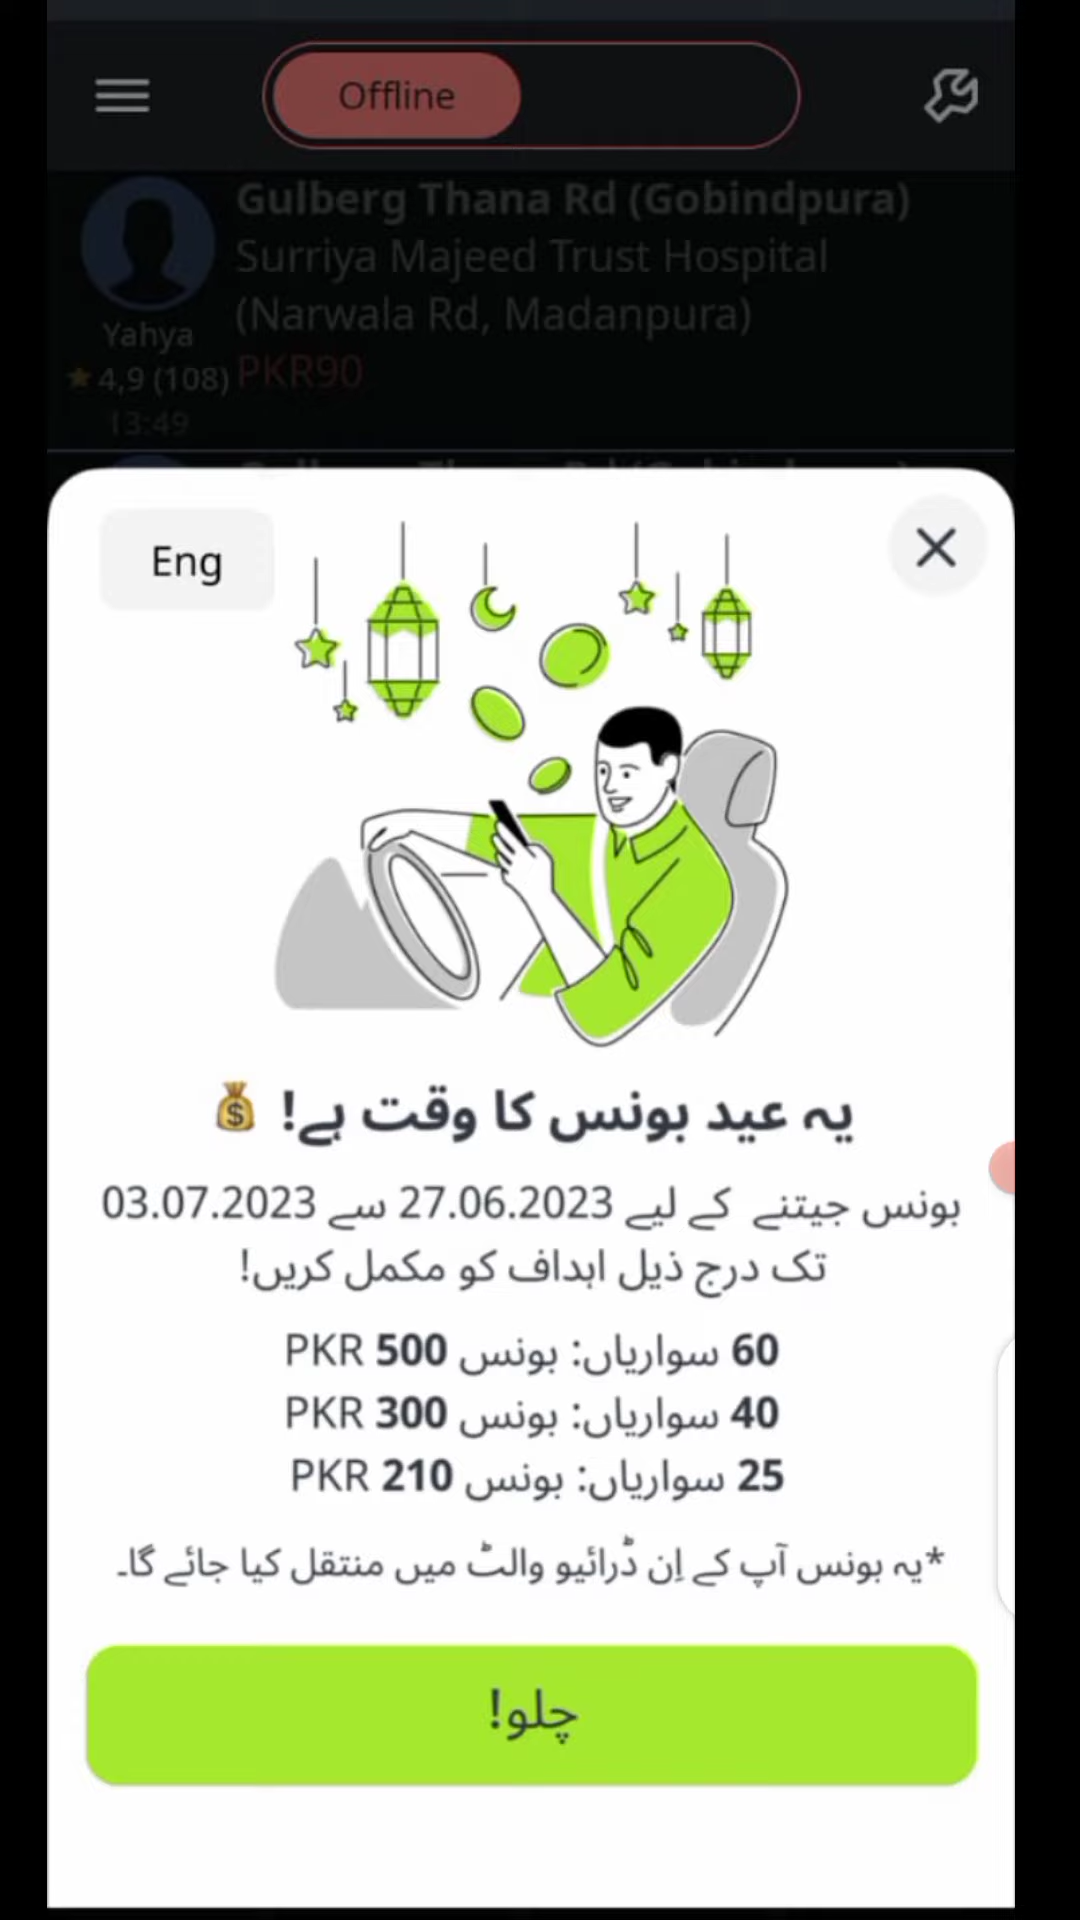 Offline
Gulberg Thana Rd (Gobindpura)
Surriya Majeed Trust Hospital
(Narwala Rd, Madanpura)
Yahya
4,9 (108) PKR90
13:49
Eng
یہ عید بونس کا وقت ہے! 💰
بونس جیتنے کے لیے 27.06.2023 سے 03.07.2023
تک درج ذیل اہداف کو مکمل کریں!
60 سواریاں: بونس PKR 500
40 سواریاں: بونس PKR 300
25 سواریاں: بونس PKR 210
*یہ بونس آپ کے اِن ڈرائیو والٹ میں منتقل کیا جائے گا۔
چلو!